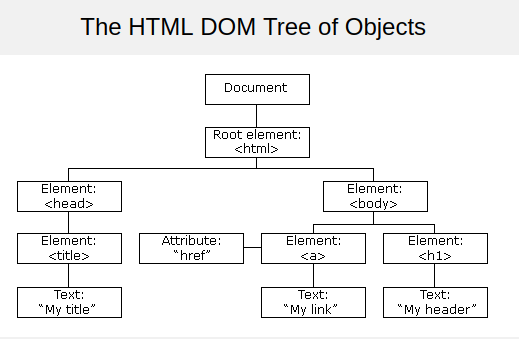 The HTML DOM Tree of Objects
Document
Root element:
<html>
Element:
<head>
Element:
<body>
Element:
<title>
Attribute:
“href”
Element:
<a>
Element:
<h1>
Text:
“My title”
Text:
“My link”
Text:
“My header”